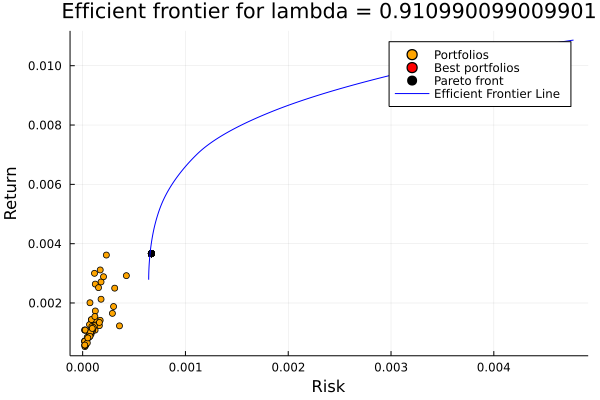 Efficient frontier for lambda = 0.910990099009901
Portfolios
Best portfolios
Pareto front
Efficient Frontier Line
Return
0.010
0.008
0.006
0.004
0.002
0.000 0.001 0.002 0.003 0.004
Risk